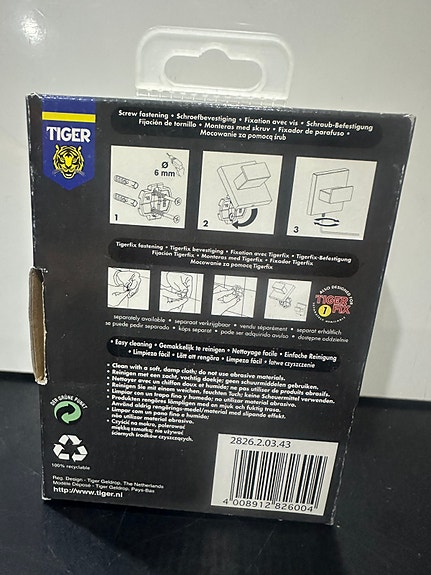 TIGER
Screw fastening • Schroefbevestiging • Fixation avec vis • Schraub-Befestigung
Fijación de tornillo • Monteras med skruv • Fixador de parafuso •
Mocowanie za pomocą śrub
Ø
6 mm
1
2
3
Tigerfix fastening • Tigerfix bevestiging • Fixation avec Tigerfix • Tigerfix-Befestigung
Fijación Tigerfix • Monteras med Tigerfix • Fixador Tigerfix
Mocowanie za pomocą Tigerfix
ALSO DESIGNED FOR
TIGER
FIX
1
separately available • separaat verkrijgbaar • vendu séparément • separat erhältlich
se puede pedir separado • köps separat • pode ser adquirido avulso • dostępne oddzielnie
• Easy cleaning • Gemakkelijk te reinigen • Nettoyage facile • Einfache Reinigung
• Limpieza fácil • Lätt att rengöra • Limpeza fácil • łatwe czyszczenie
• Clean with a soft, damp cloth; do not use abrasive materials.
Reinigen met een zacht, vochtig doekje; geen schuurmiddelen gebruiken.
Nettoyer avec un chiffon doux et humide; ne pas utiliser de produits abrasifs.
Reinigen Sie mit einem weichen, feuchten Tuch; keine Scheuermittel verwenden.
Limpiar con un trapo fino y humedo; no utilizar material abrasivo.
Produkten rengöres lämpligen med en mjuk och fuktig trasa.
Använd aldrig rengörings-medel/material med slipande effekt.
Limpar com um pano fino e humido;
não utilizar material abrasivo.
Czyścić na mokro, polerować
miękką szmatką; nie używać
ściernych środków czyszczących.
DER GRÜNE PUNKT
100% recyclable
2826.2.03.43
4 008912 826004
Reg. Design - Tiger Geldrop, The Netherlands
Modèle Déposé - Tiger Geldrop, Pays-Bas
http://www.tiger.nl